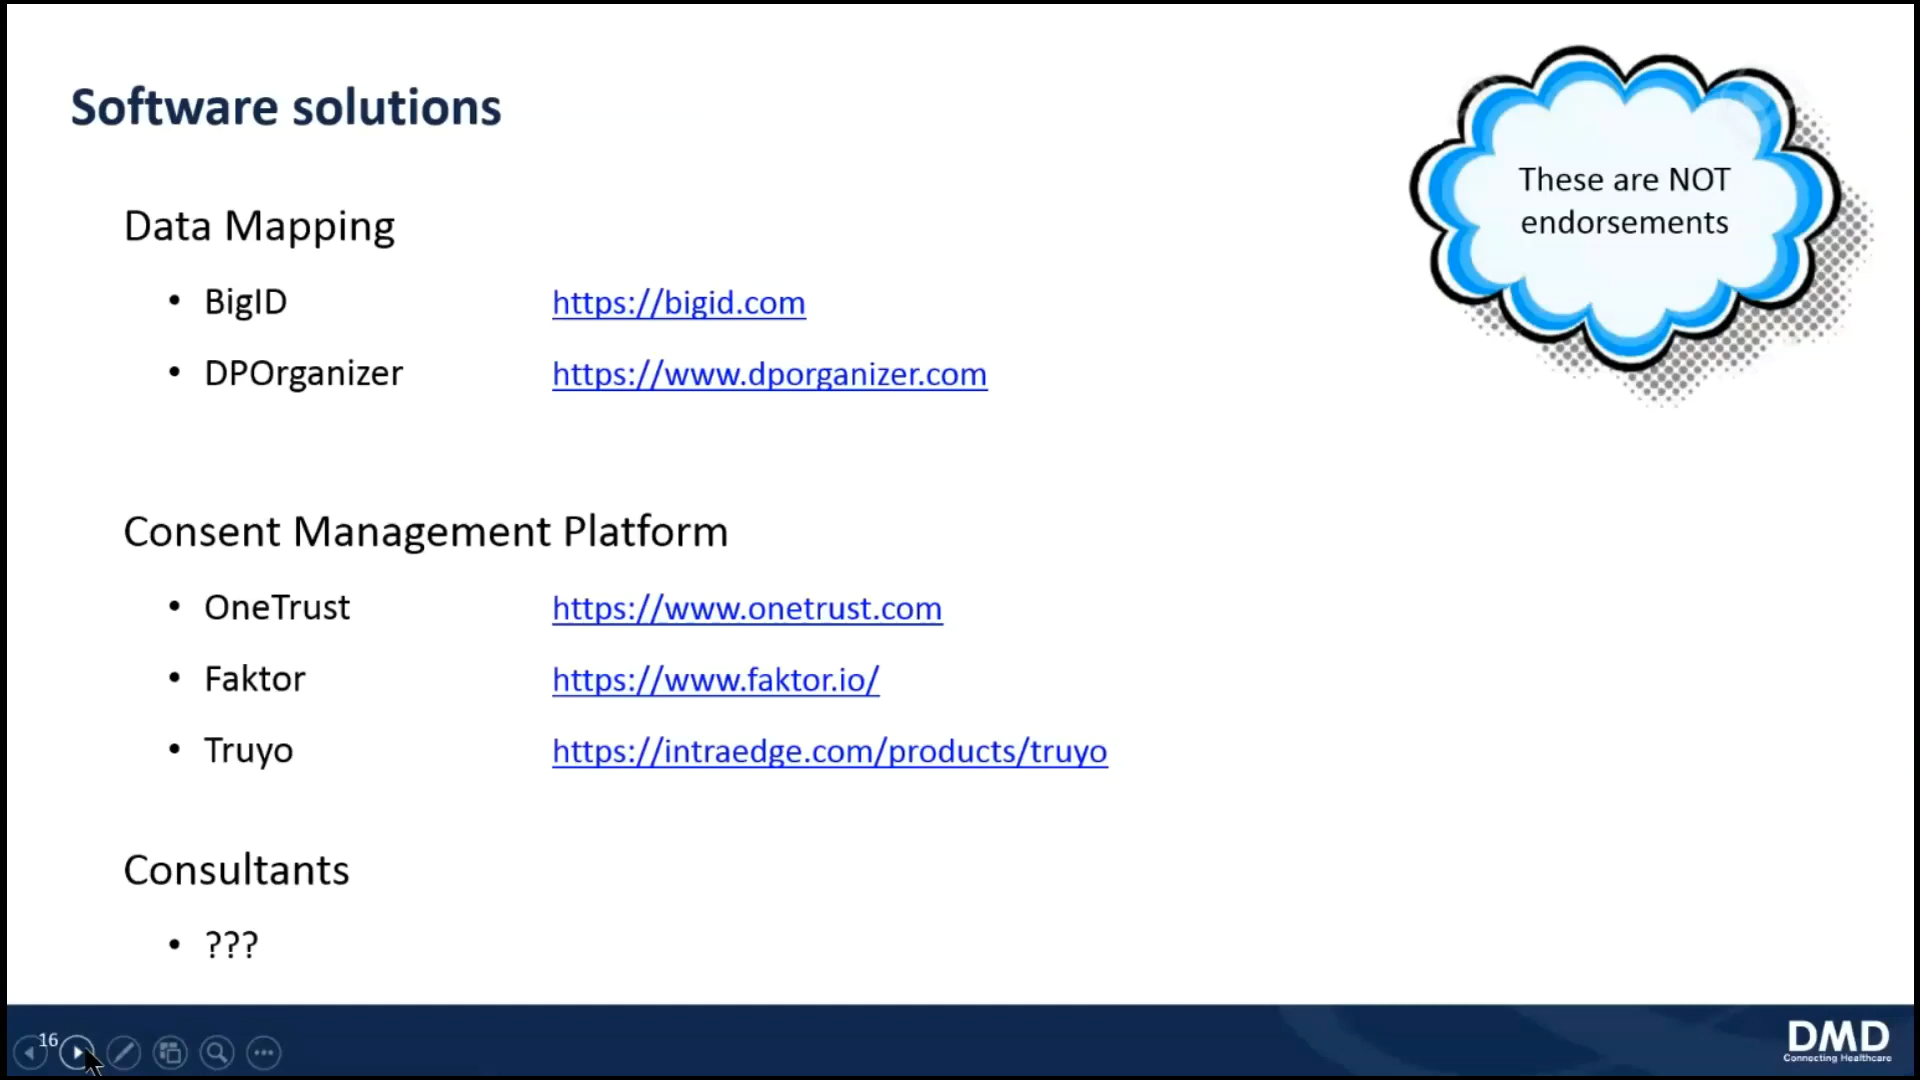 Software solutions
These are NOT
endorsements
Data Mapping
• BigID https://bigid.com
• DPOrganizer https://www.dporganizer.com
Consent Management Platform
• OneTrust https://www.onetrust.com
• Faktor https://www.faktor.io/
• Truyo https://intraedge.com/products/truyo
Consultants
• ???
16
DMD
Connecting Healthcare